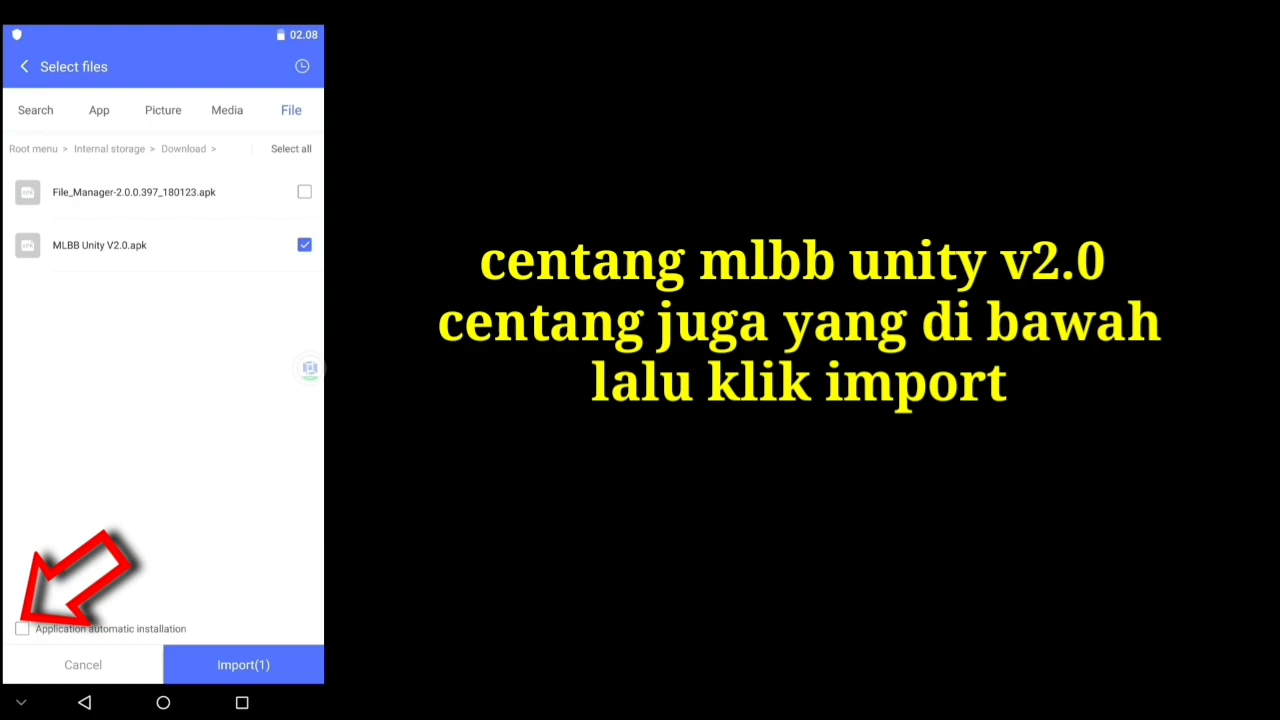 02.08
Select files
Search App Picture Media File
Root menu > Internal storage > Download > Select all
File_Manager-2.0.0.397_180123.apk
MLBB Unity V2.0.apk
centang mlbb unity v2.0
centang juga yang di bawah
lalu klik import
Application automatic installation
Cancel Import(1)